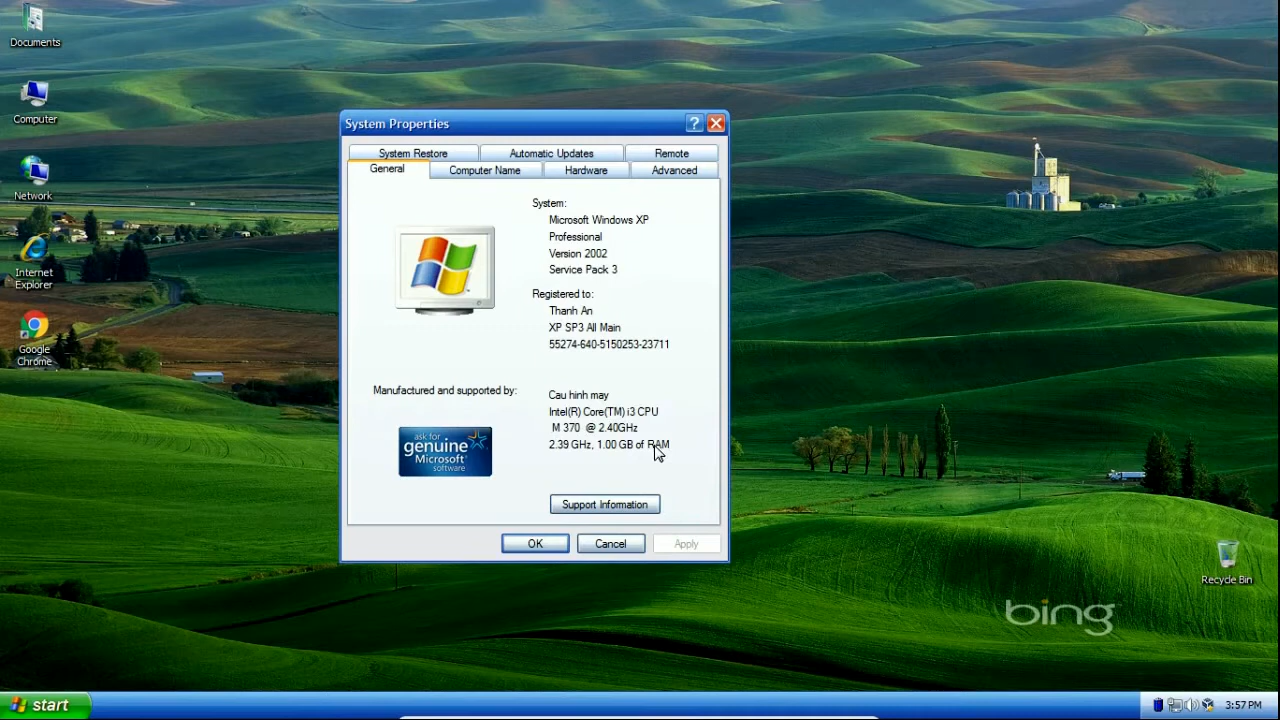 Documents
Computer
Network
Internet
Explorer
Google
Chrome
System Properties
?
System Restore
Automatic Updates
Remote
General
Computer Name
Hardware
Advanced
System:
Microsoft Windows XP
Professional
Version 2002
Service Pack 3
Registered to:
Thanh An
XP SP3 All Main
55274-640-5150253-23711
Manufactured and supported by:
ask for
genuine
Microsoft
software
Cau hinh may
Intel(R) Core(TM) i3 CPU
M 370 @ 2.40GHz
2.39 GHz, 1.00 GB of RAM
Support Information
OK
Cancel
Apply
Recycle Bin
bing
start
3:57 PM